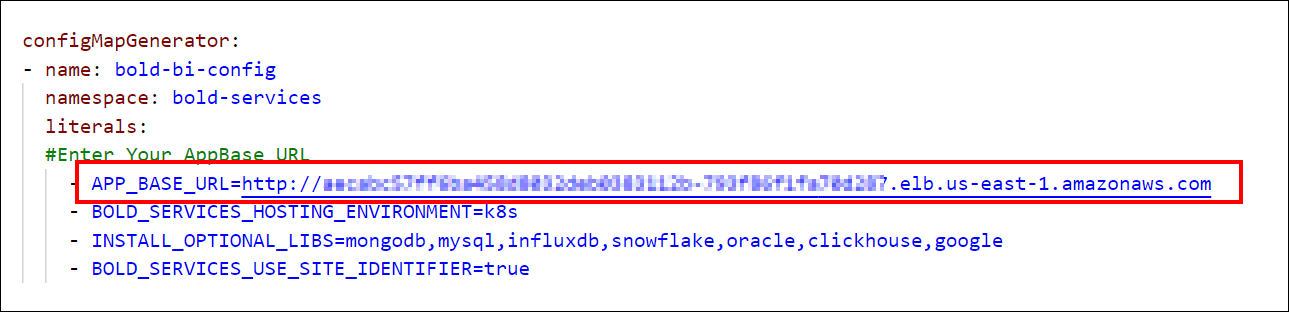 configMapGenerator:
- name: bold-bi-config
namespace: bold-services
literals:
#Enter Your AppBase URL
- APP_BASE_URL=http://.elb.us-east-1.amazonaws.com
- BOLD_SERVICES_HOSTING_ENVIRONMENT=k8s
- INSTALL_OPTIONAL_LIBS=mongodb,mysql,influxdb,snowflake,oracle,clickhouse,google
- BOLD_SERVICES_USE_SITE_IDENTIFIER=true